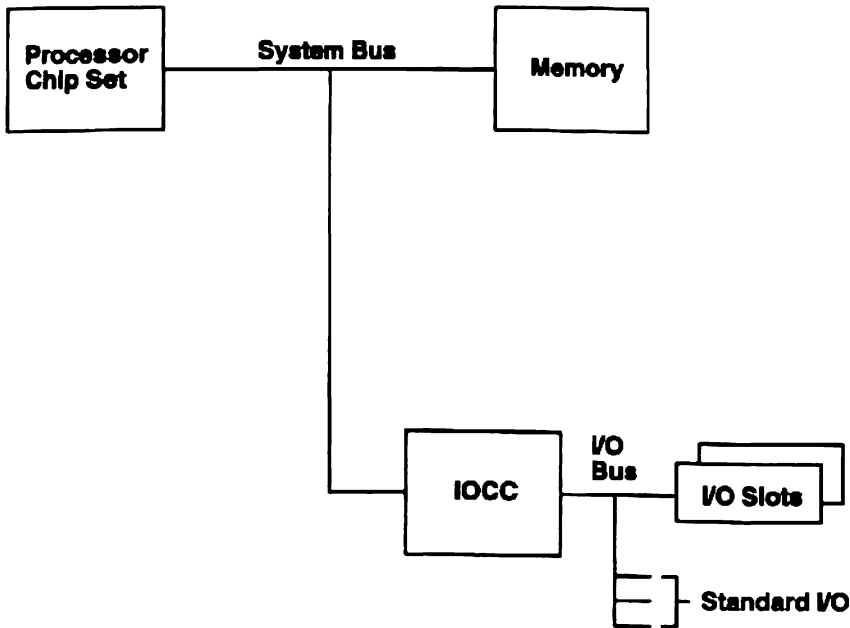 Processor
Chip Set
System Bus
Memory
IOCC
I/O
Bus
I/O Slots
Standard I/O